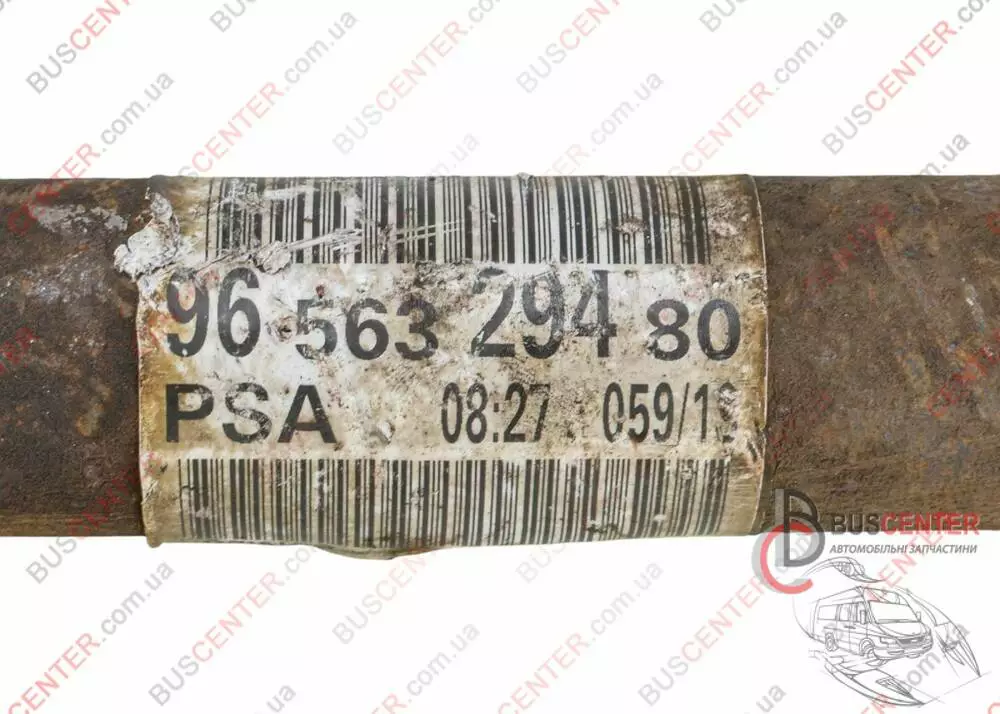 96 563 294 80
PSA 08:27 059/1
BUSCENTER
АВТОМОБІЛЬНІ ЗАПЧАСТИНИ
BUSCENTER.com.ua